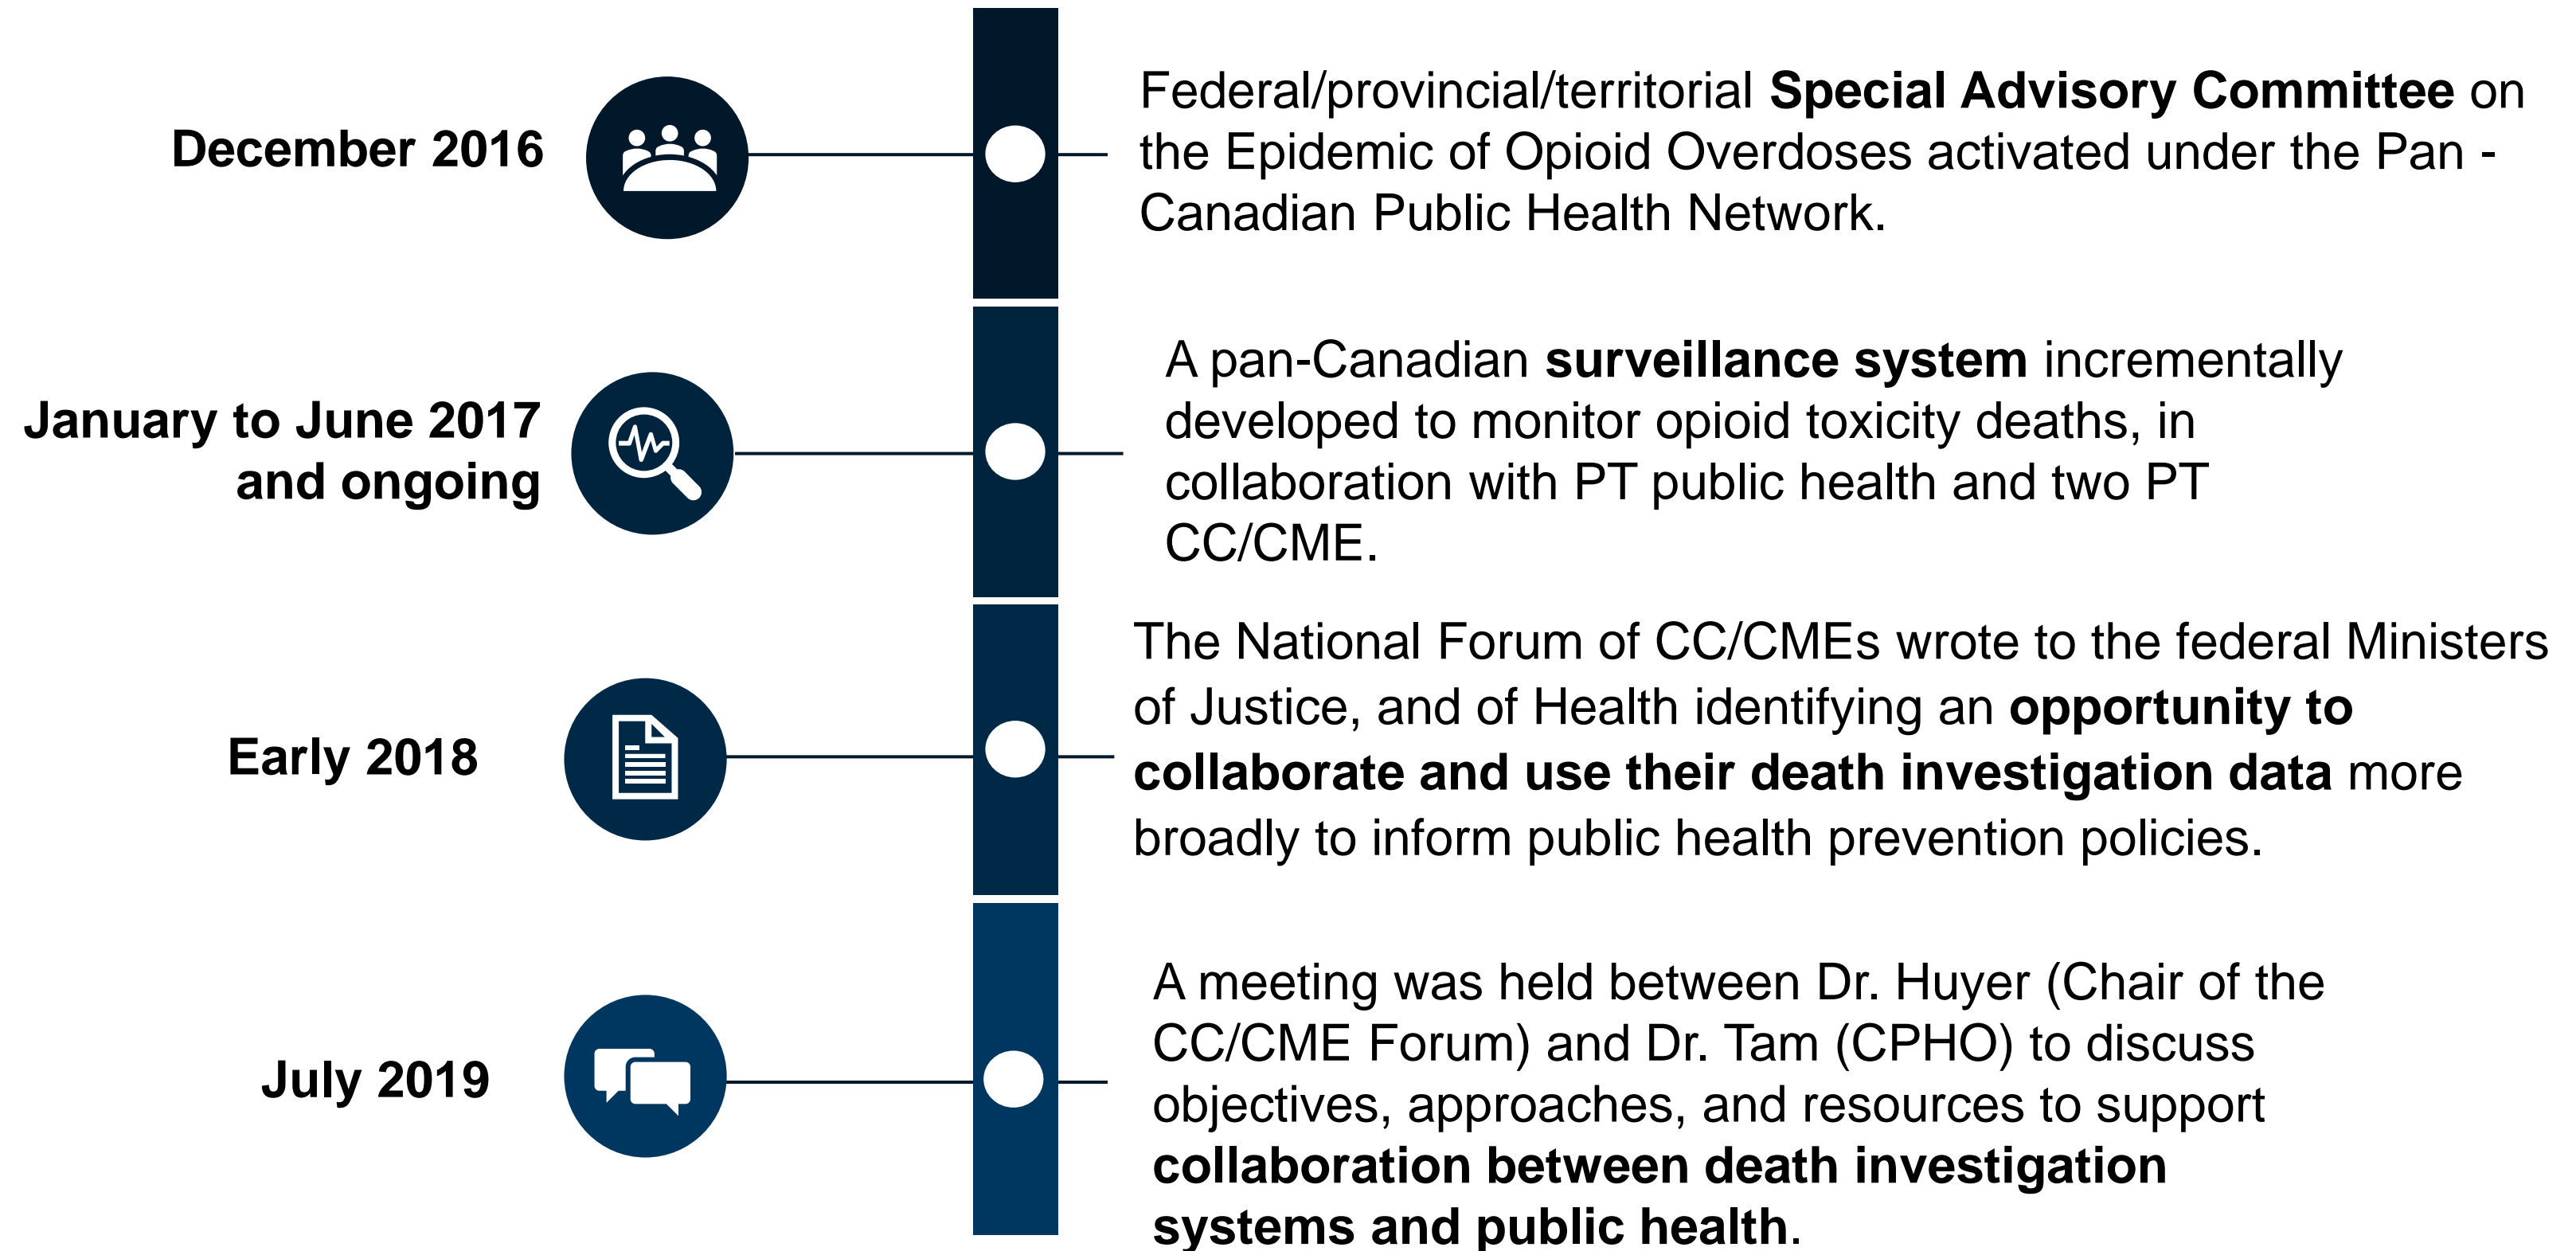 December 2016
Federal/provincial/territorial Special Advisory Committee on
the Epidemic of Opioid Overdoses activated under the Pan -
Canadian Public Health Network.
January to June 2017
and ongoing
A pan-Canadian surveillance system incrementally
developed to monitor opioid toxicity deaths, in
collaboration with PT public health and two PT
CC/CME.
Early 2018
The National Forum of CC/CMEs wrote to the federal Ministers
of Justice, and of Health identifying an opportunity to
collaborate and use their death investigation data more
broadly to inform public health prevention policies.
July 2019
A meeting was held between Dr. Huyer (Chair of the
CC/CME Forum) and Dr. Tam (CPHO) to discuss
objectives, approaches, and resources to support
collaboration between death investigation
systems and public health.